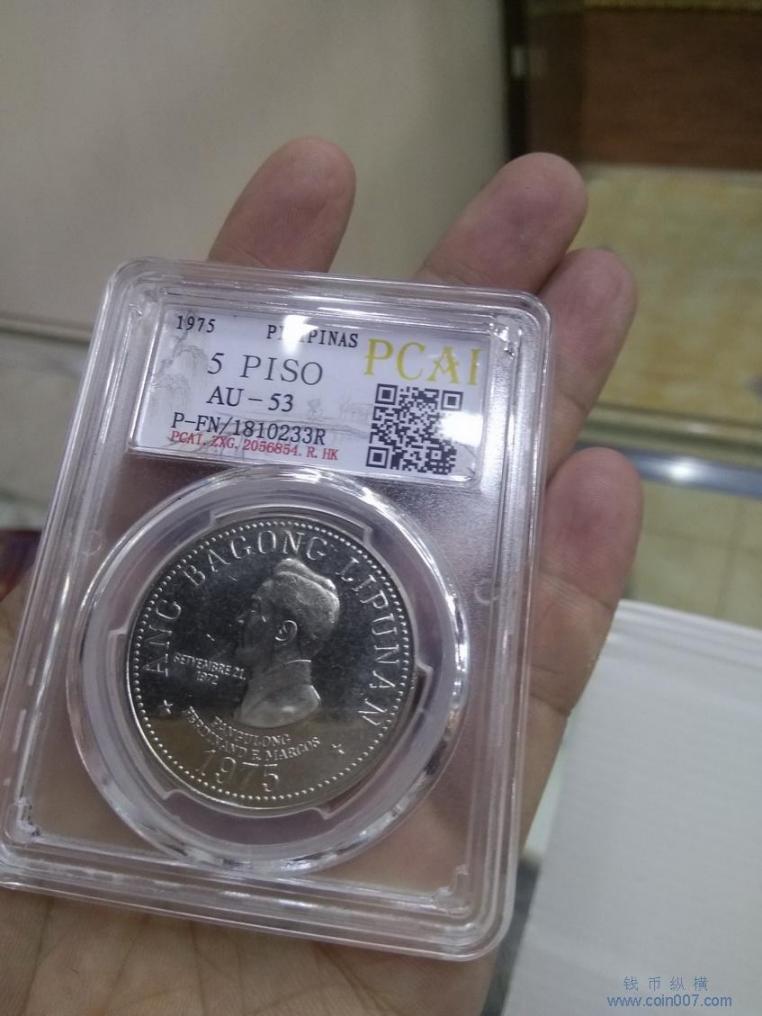 1975 PILIPINAS PCAI
5 PISO
AU-53
P-FN/1810233R
PCAI.ZXG.2056854.R.HK
ANG BAGONG LIPUNAN
SETYEMBRE 21,
1972
PANGULONG
FERDINAND E. MARCOS
1975
钱币纵横
www.coin007.com